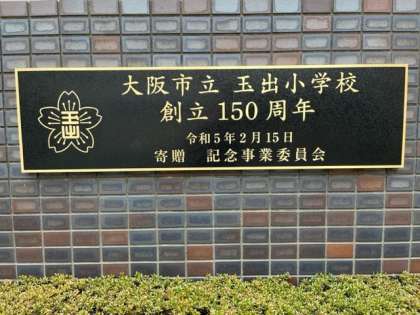 大阪市立 玉出小学校
創立150周年
令和5年2月15日
寄贈 記念事業委員会